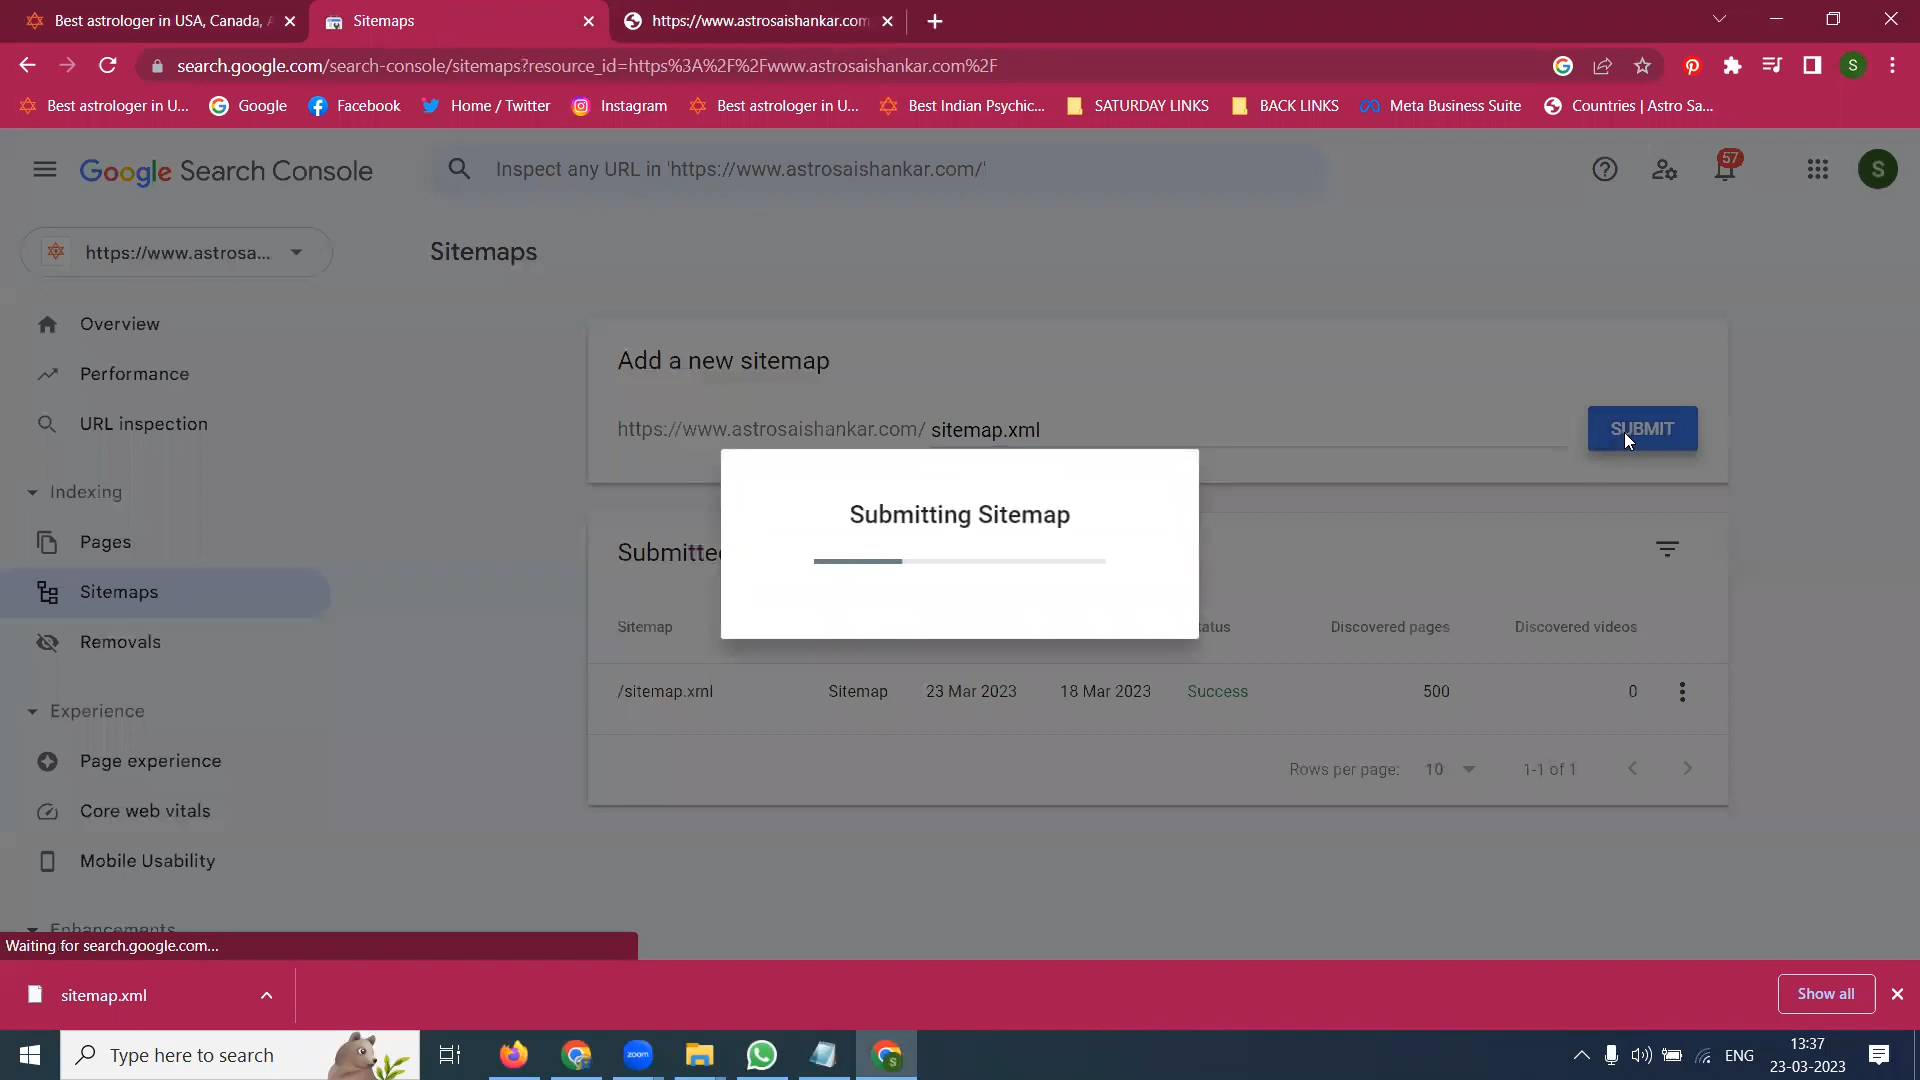 Best astrologer in USA, Canada, A
Sitemaps
https://www.astrosaishankar.com
search.google.com/search-console/sitemaps?resource_id=https%3A%2F%2Fwww.astrosaishankar.com%2F
S
Best astrologer in U...
Google
Facebook
Home / Twitter
Instagram
Best astrologer in U...
Best Indian Psychic...
SATURDAY LINKS
BACK LINKS
Meta Business Suite
Countries | Astro Sa...
Google Search Console
Inspect any URL in 'https://www.astrosaishankar.com/'
57
S
https://www.astrosa...
Sitemaps
Overview
Performance
URL inspection
Indexing
Pages
Sitemaps
Removals
Experience
Page experience
Core web vitals
Mobile Usability
Enhancements
Add a new sitemap
https://www.astrosaishankar.com/ sitemap.xml
SUBMIT
Submitting Sitemap
Submitte
Sitemap
tatus
Discovered pages
Discovered videos
/sitemap.xml
Sitemap
23 Mar 2023
18 Mar 2023
Success
500
0
Rows per page:
10
1-1 of 1
Waiting for search.google.com...
sitemap.xml
Show all
Type here to search
zoom
S
ENG
13:37
23-03-2023